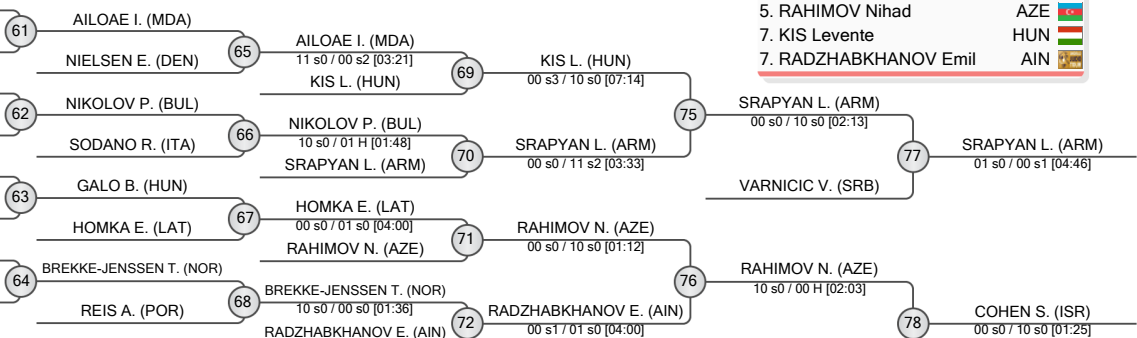 5. RAHIMOV Nihad AZE
7. KIS Levente HUN
7. RADZHABKHANOV Emil AIN
61
AILOAE I. (MDA)
NIELSEN E. (DEN)
62
NIKOLOV P. (BUL)
SODANO R. (ITA)
63
GALO B. (HUN)
HOMKA E. (LAT)
64
BREKKE-JENSSEN T. (NOR)
REIS A. (POR)
65
AILOAE I. (MDA)
11 s0 / 00 s2 [03:21]
KIS L. (HUN)
66
NIKOLOV P. (BUL)
10 s0 / 01 H [01:48]
SRAPYAN L. (ARM)
67
HOMKA E. (LAT)
00 s0 / 01 s0 [04:00]
RAHIMOV N. (AZE)
68
BREKKE-JENSSEN T. (NOR)
10 s0 / 00 s0 [01:36]
RADZHABKHANOV E. (AIN)
69
KIS L. (HUN)
00 s3 / 10 s0 [07:14]
70
SRAPYAN L. (ARM)
00 s0 / 11 s2 [03:33]
71
RAHIMOV N. (AZE)
00 s0 / 10 s0 [01:12]
72
RADZHABKHANOV E. (AIN)
00 s1 / 01 s0 [04:00]
75
SRAPYAN L. (ARM)
00 s0 / 10 s0 [02:13]
VARNICIC V. (SRB)
76
RAHIMOV N. (AZE)
10 s0 / 00 H [02:03]
77
SRAPYAN L. (ARM)
01 s0 / 00 s1 [04:46]
78
COHEN S. (ISR)
00 s0 / 10 s0 [01:25]